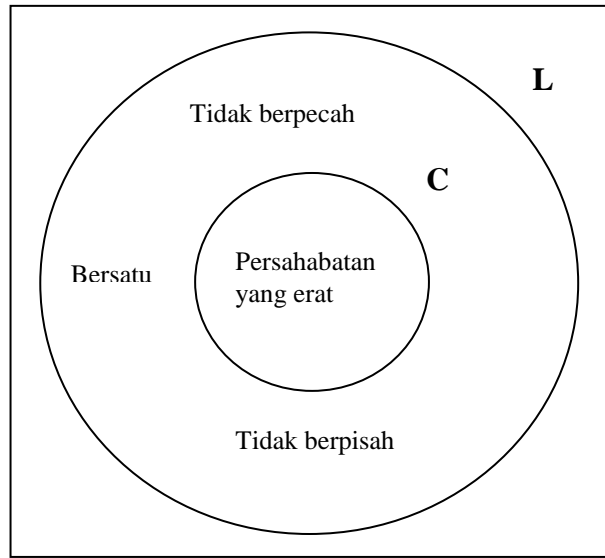 L
Tidak berpecah
C
Bersatu
Persahabatan
yang erat
Tidak berpisah